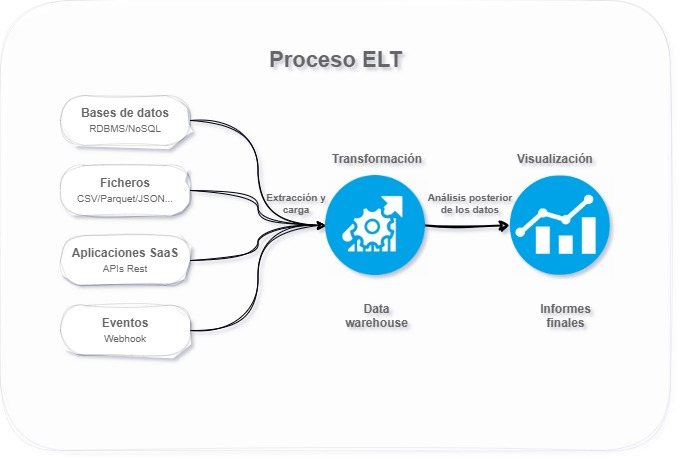 Proceso ELT
Bases de datos
RDBMS/NoSQL
Ficheros
CSV/Parquet/JSON...
Aplicaciones SaaS
APIs Rest
Eventos
Webhook
Extracción y
carga
Transformación
Data
warehouse
Análisis posterior
de los datos
Visualización
Informes
finales